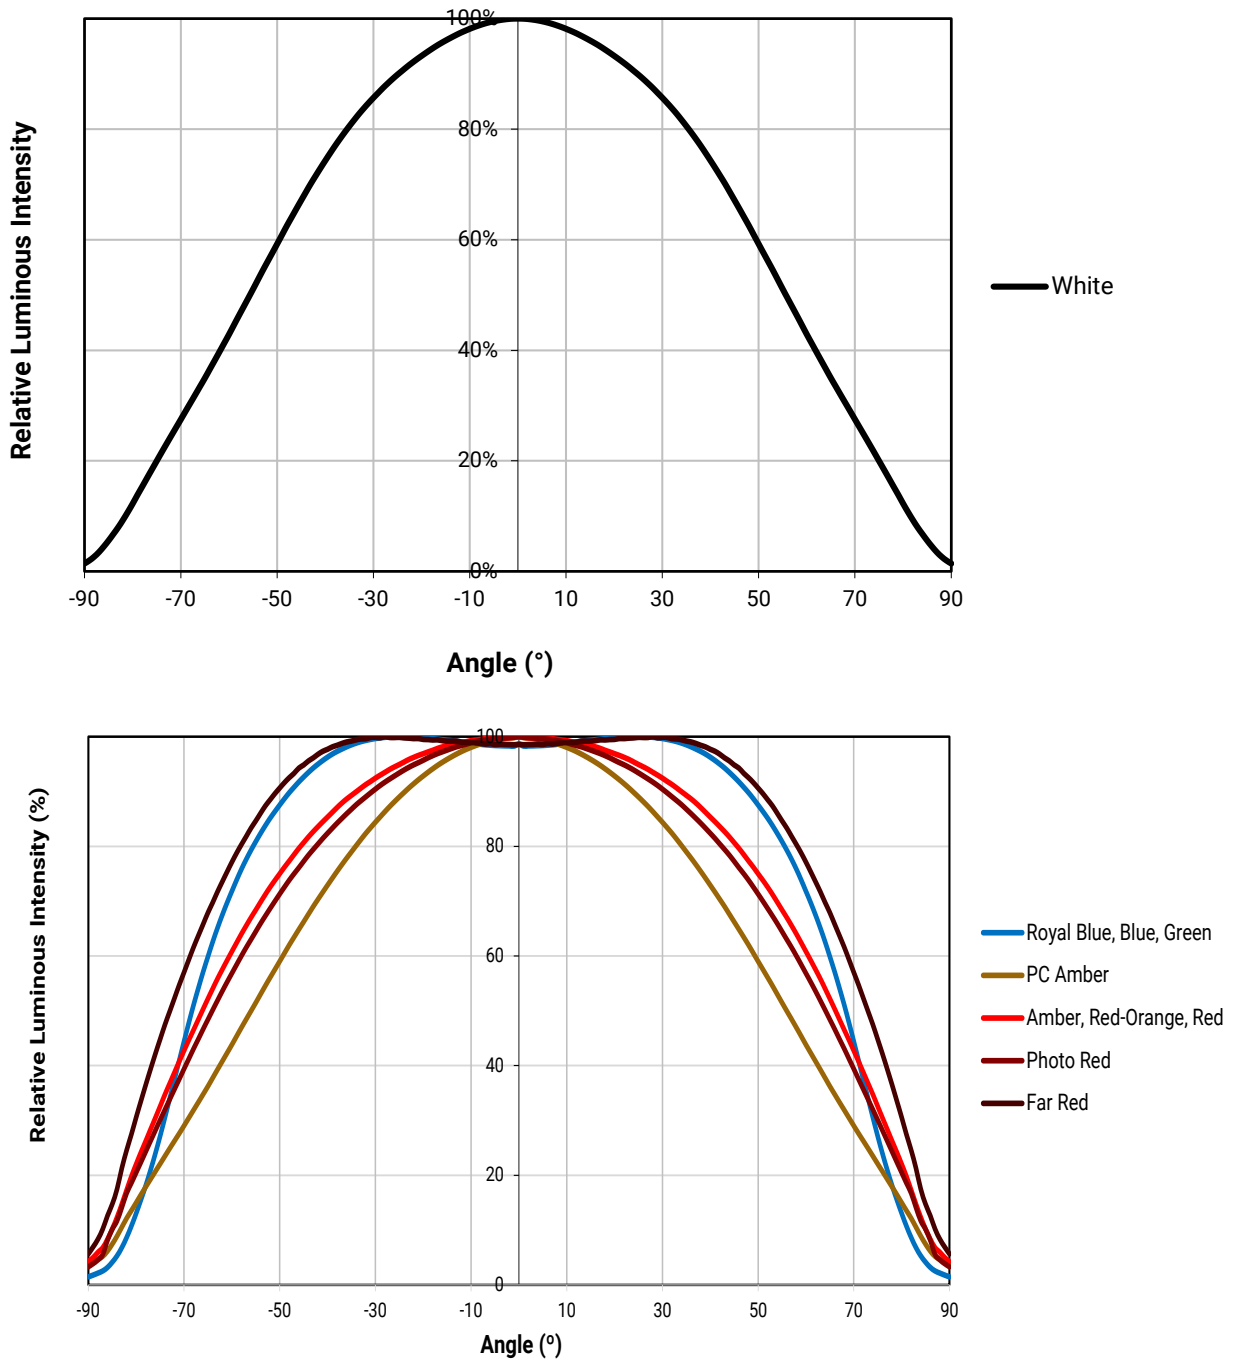 100%
80%
60%
40%
20%
0%
Relative Luminous Intensity
White
-90 -70 -50 -30 -10 10 30 50 70 90
Angle (°)
100
80
60
40
20
0
Relative Luminous Intensity (%)
Royal Blue, Blue, Green
PC Amber
Amber, Red-Orange, Red
Photo Red
Far Red
-90 -70 -50 -30 -10 10 30 50 70 90
Angle (º)